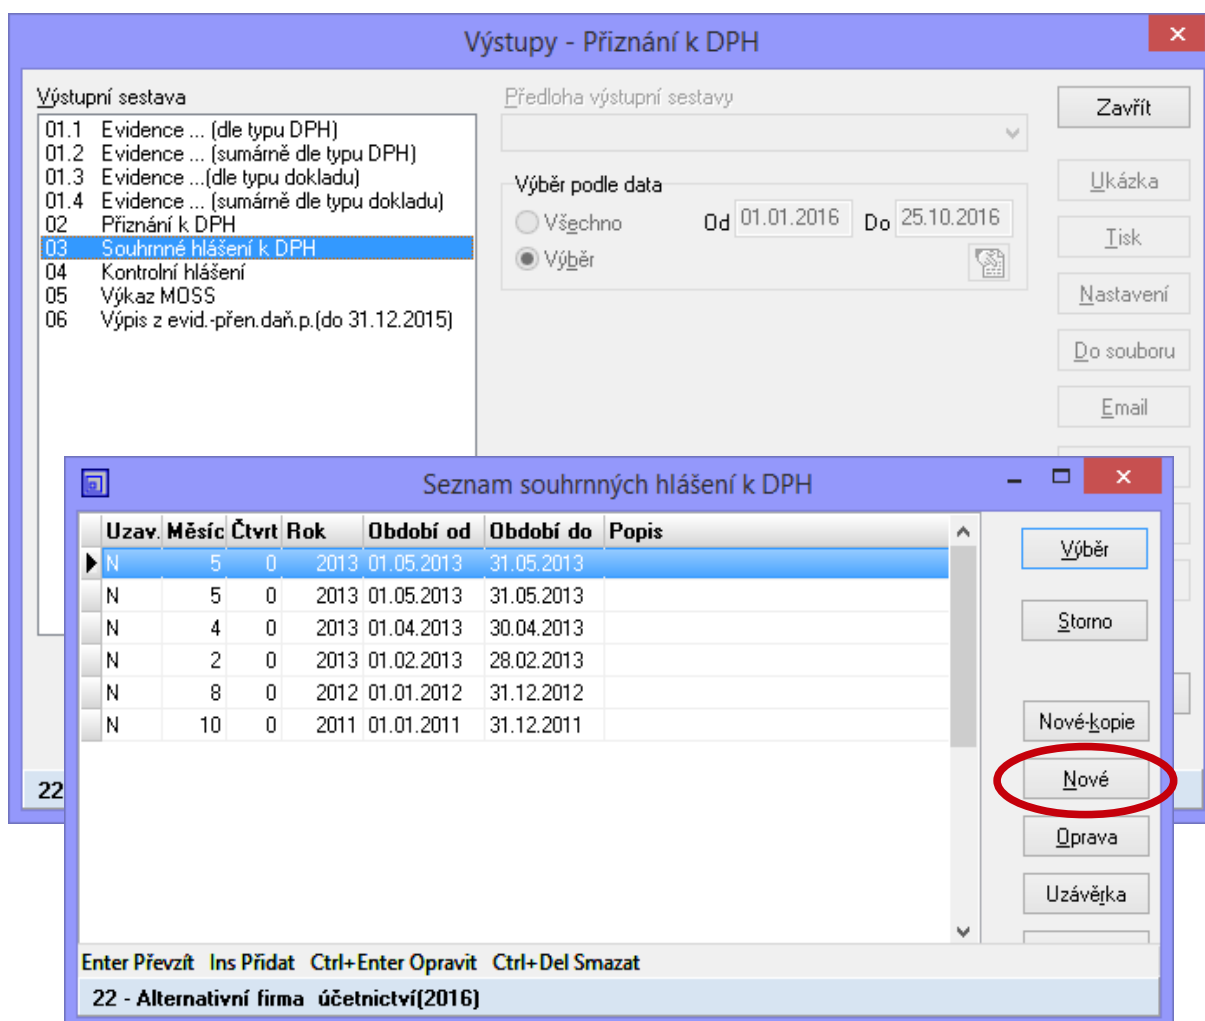 Výstupy - Přiznání k DPH
Výstupní sestava
01.1 Evidence ... (dle typu DPH)
01.2 Evidence ... (sumárně dle typu DPH)
01.3 Evidence ...(dle typu dokladu)
01.4 Evidence ... (sumárně dle typu dokladu)
02 Přiznání k DPH
03 Souhrnné hlášení k DPH
04 Kontrolní hlášení
05 Výkaz MOSS
06 Výpis z evid.-přen.daň.p.(do 31.12.2015)
Předloha výstupní sestavy
Výběr podle data
Všechno Od 01.01.2016 Do 25.10.2016
Výběr
Zavřít
Ukázka
Tisk
Nastavení
Do souboru
Email
22
Seznam souhrnných hlášení k DPH
Uzav. Měsíc Čtvrt Rok Období od Období do Popis
N 5 0 2013 01.05.2013 31.05.2013
N 5 0 2013 01.05.2013 31.05.2013
N 4 0 2013 01.04.2013 30.04.2013
N 2 0 2013 01.02.2013 28.02.2013
N 8 0 2012 01.01.2012 31.12.2012
N 10 0 2011 01.01.2011 31.12.2011
Výběr
Storno
Nové-kopie
Nové
Oprava
Uzávěrka
Enter Převzít Ins Přidat Ctrl+Enter Opravit Ctrl+Del Smazat
22 - Alternativní firma účetnictví(2016)